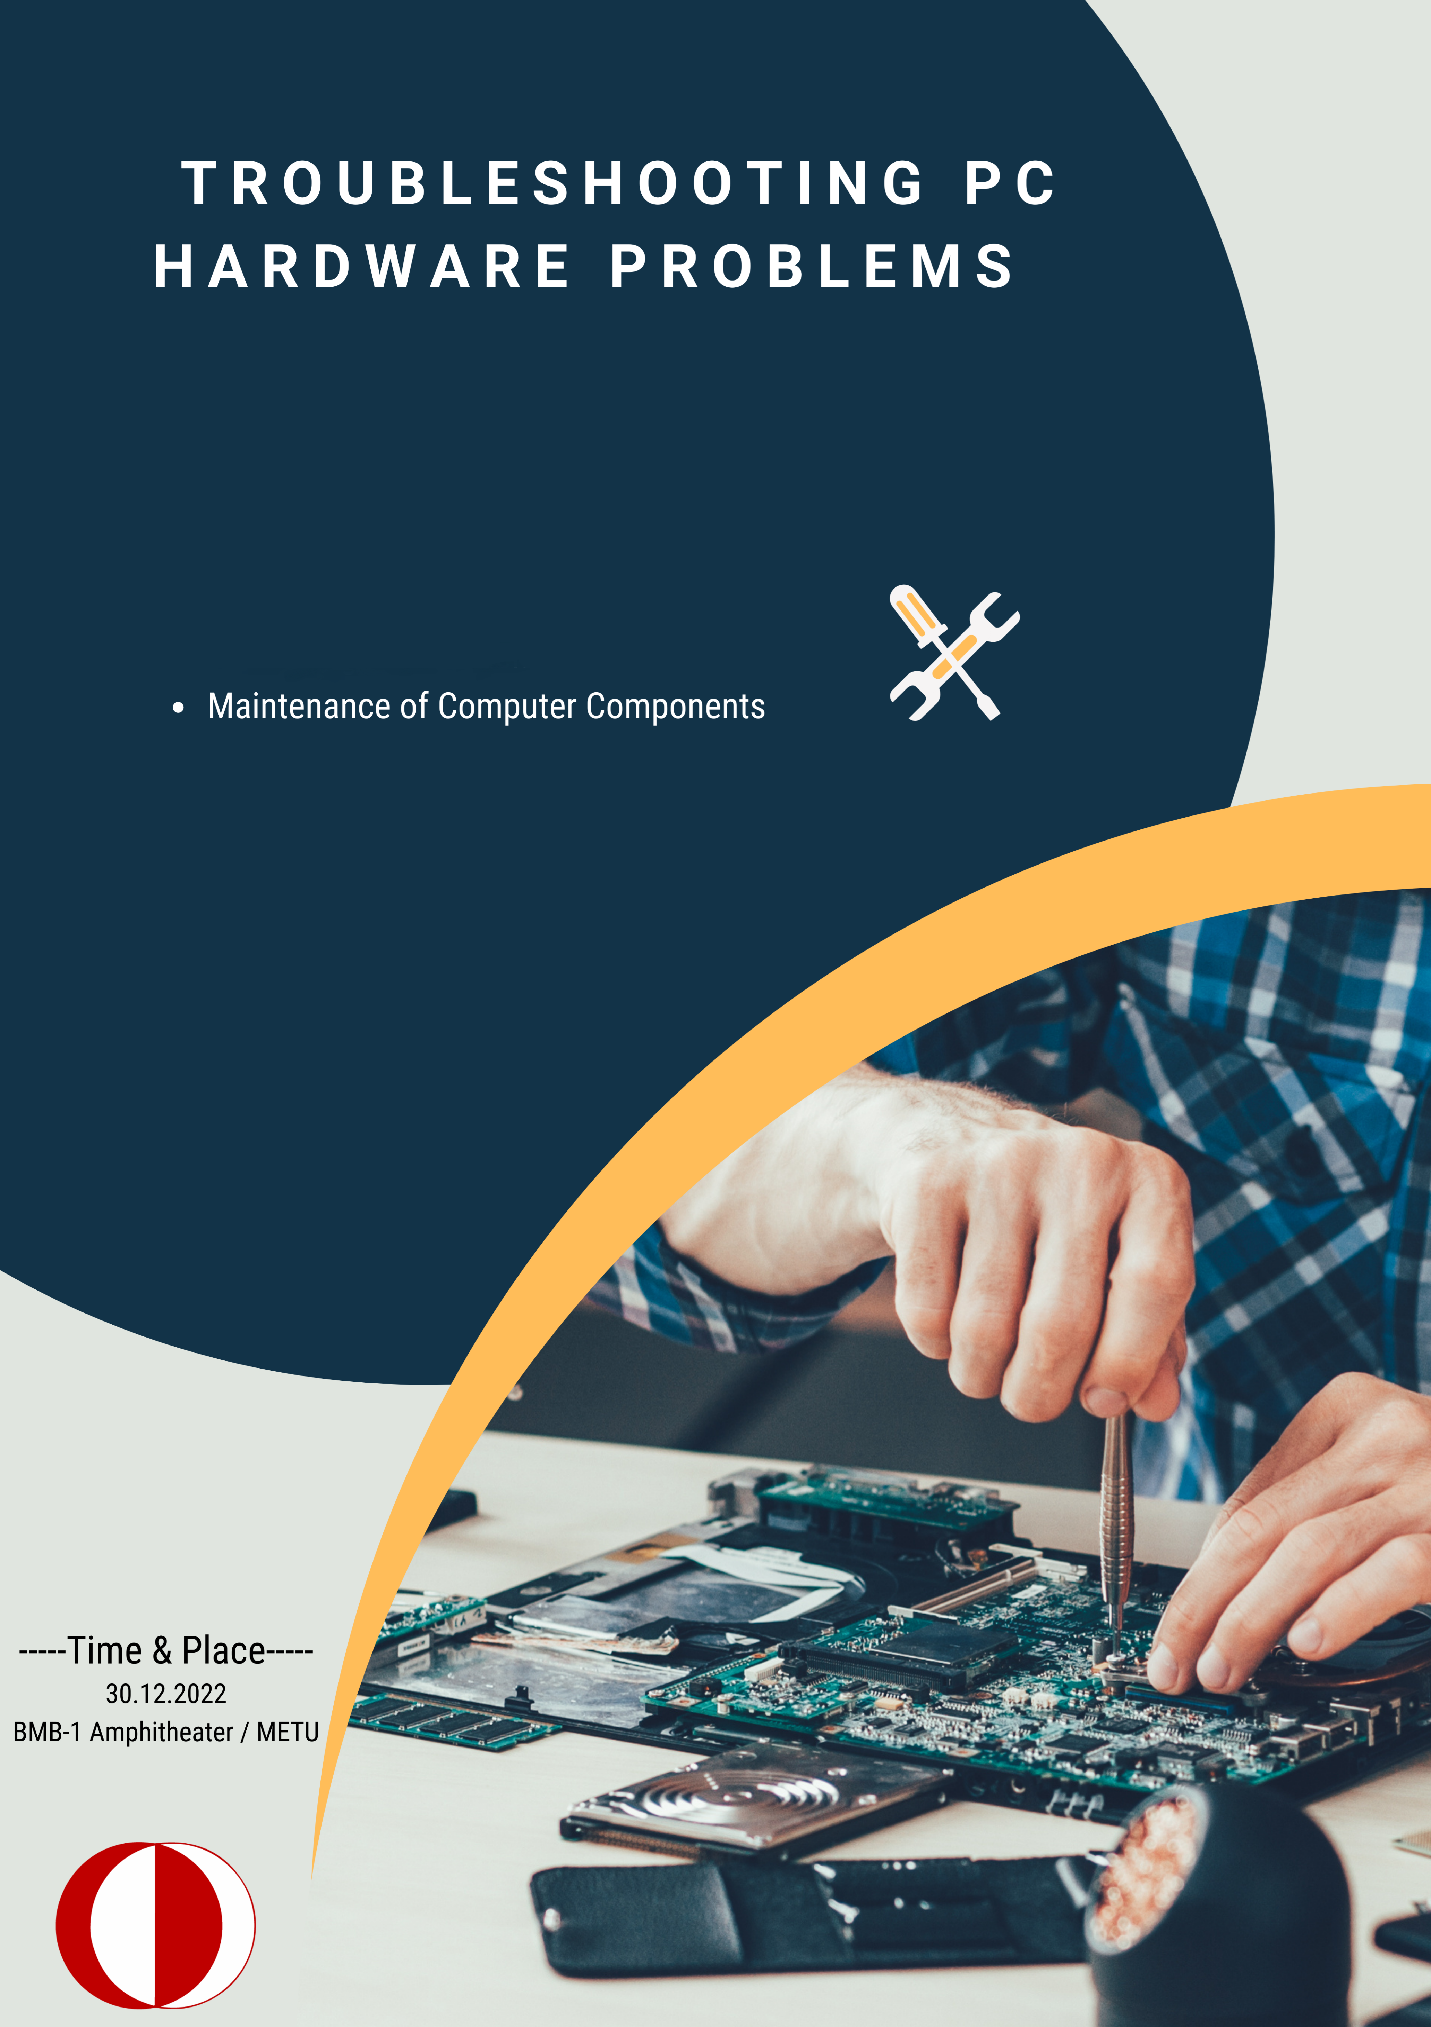 TROUBLESHOOTING PC
HARDWARE PROBLEMS
• Maintenance of Computer Components
-----Time & Place-----
30.12.2022
BMB-1 Amphitheater / METU